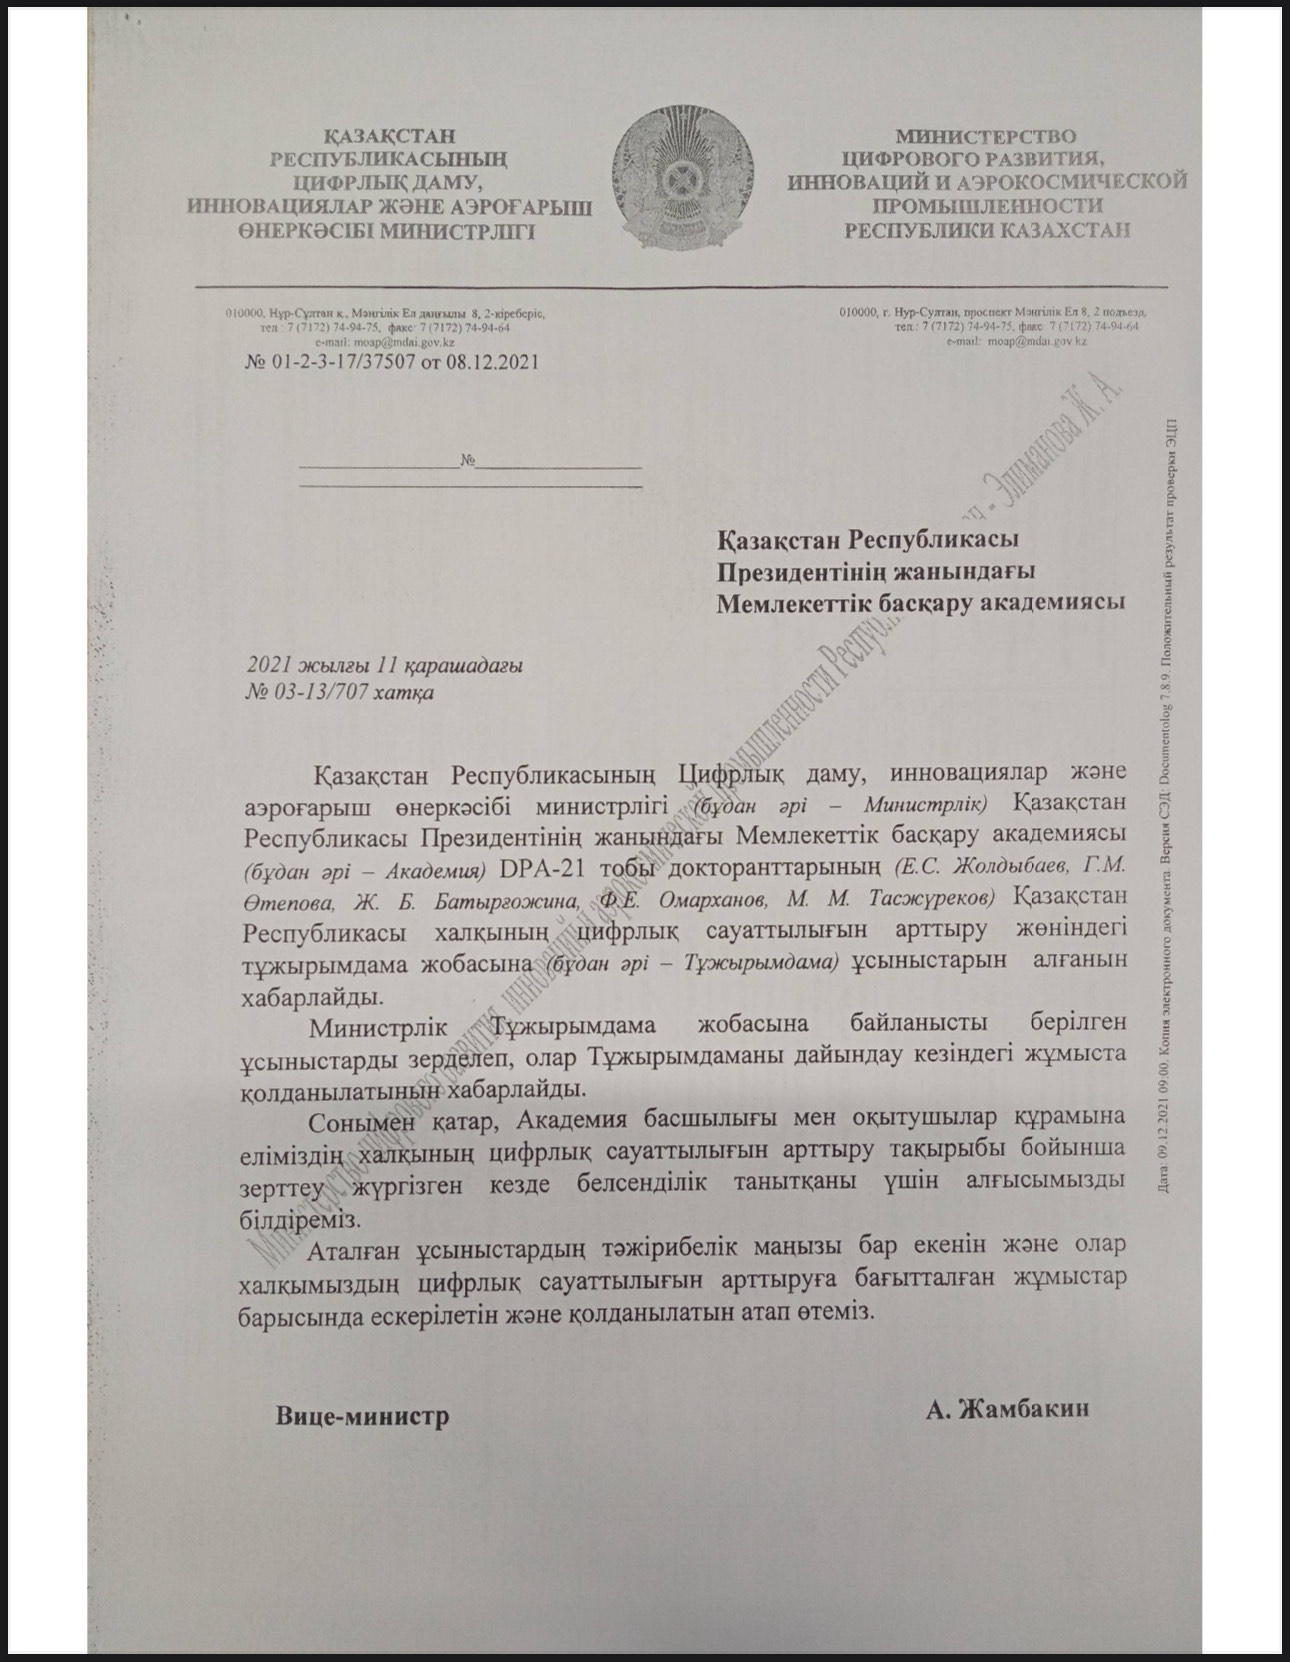 ҚАЗАҚСТАН
РЕСПУБЛИКАСЫНЫҢ
ЦИФРЛЫҚ ДАМУ,
ИННОВАЦИЯЛАР ЖӘНЕ АЭРОҒАРЫШ
ӨНЕРКӘСІБІ МИНИСТРЛІГІ
МИНИСТЕРСТВО
ЦИФРОВОГО РАЗВИТИЯ,
ИННОВАЦИЙ И АЭРОКОСМИЧЕСКОЙ
ПРОМЫШЛЕННОСТИ
РЕСПУБЛИКИ КАЗАХСТАН
010000, Нұр-Сұлтан қ., Мәңгілік Ел даңғылы 8, 2-кіреберіс,
тел.: 7 (7172) 74-94-75, факс: 7 (7172) 74-94-64
e-mail: moap@mdai.gov.kz
№ 01-2-3-17/37507 от 08.12.2021
010000, г. Нур-Султан, проспект Мәңгілік Ел 8, 2 подъезд,
тел.: 7 (7172) 74-94-75, факс: 7 (7172) 74-94-64
e-mail: moap@mdai.gov.kz
№
Қазақстан Республикасы
Президентінің жанындағы
Мемлекеттік басқару академиясы
2021 жылғы 11 қарашадағы
№ 03-13/707 хатқа
Қазақстан Республикасының Цифрлық даму, инновациялар және
аэроғарыш өнеркәсібі министрлігі (бұдан әрі – Министрлік) Қазақстан
Республикасы Президентінің жанындағы Мемлекеттік басқару академиясы
(бұдан әрі – Академия) DPA-21 тобы докторанттарының (Е.С. Жолдыбаев, Г.М.
Өтепова, Ж. Б. Батырғожина, Ф.Е. Омарханов, М. М. Тасжүреков) Қазақстан
Республикасы халқының цифрлық сауаттылығын арттыру жөніндегі
тұжырымдама жобасына (бұдан әрі – Тұжырымдама) ұсыныстарын алғанын
хабарлайды.
Министрлік Тұжырымдама жобасына байланысты берілген
ұсыныстарды зерделеп, олар Тұжырымдаманы дайындау кезіндегі жұмыста
қолданылатынын хабарлайды.
Сонымен қатар, Академия басшылығы мен оқытушылар құрамына
еліміздің халқының цифрлық сауаттылығын арттыру тақырыбы бойынша
зерттеу жүргізген кезде белсенділік танытқаны үшін алғысымызды
білдіреміз.
Аталған ұсыныстардың тәжірибелік маңызы бар екенін және олар
халқымыздың цифрлық сауаттылығын арттыруға бағытталған жұмыстар
барысында ескерілетін және қолданылатын атап өтеміз.
Вице-министр
А. Жамбакин
Министерство цифрового развития, инноваций и аэрокосмической промышленности Респу - Элиманова Ж. А.
Дата: 09.12.2021 09:00. Копия электронного документа. Версия СЭД: Documentolog 7.8.9. Положительный результат проверки ЭЦП